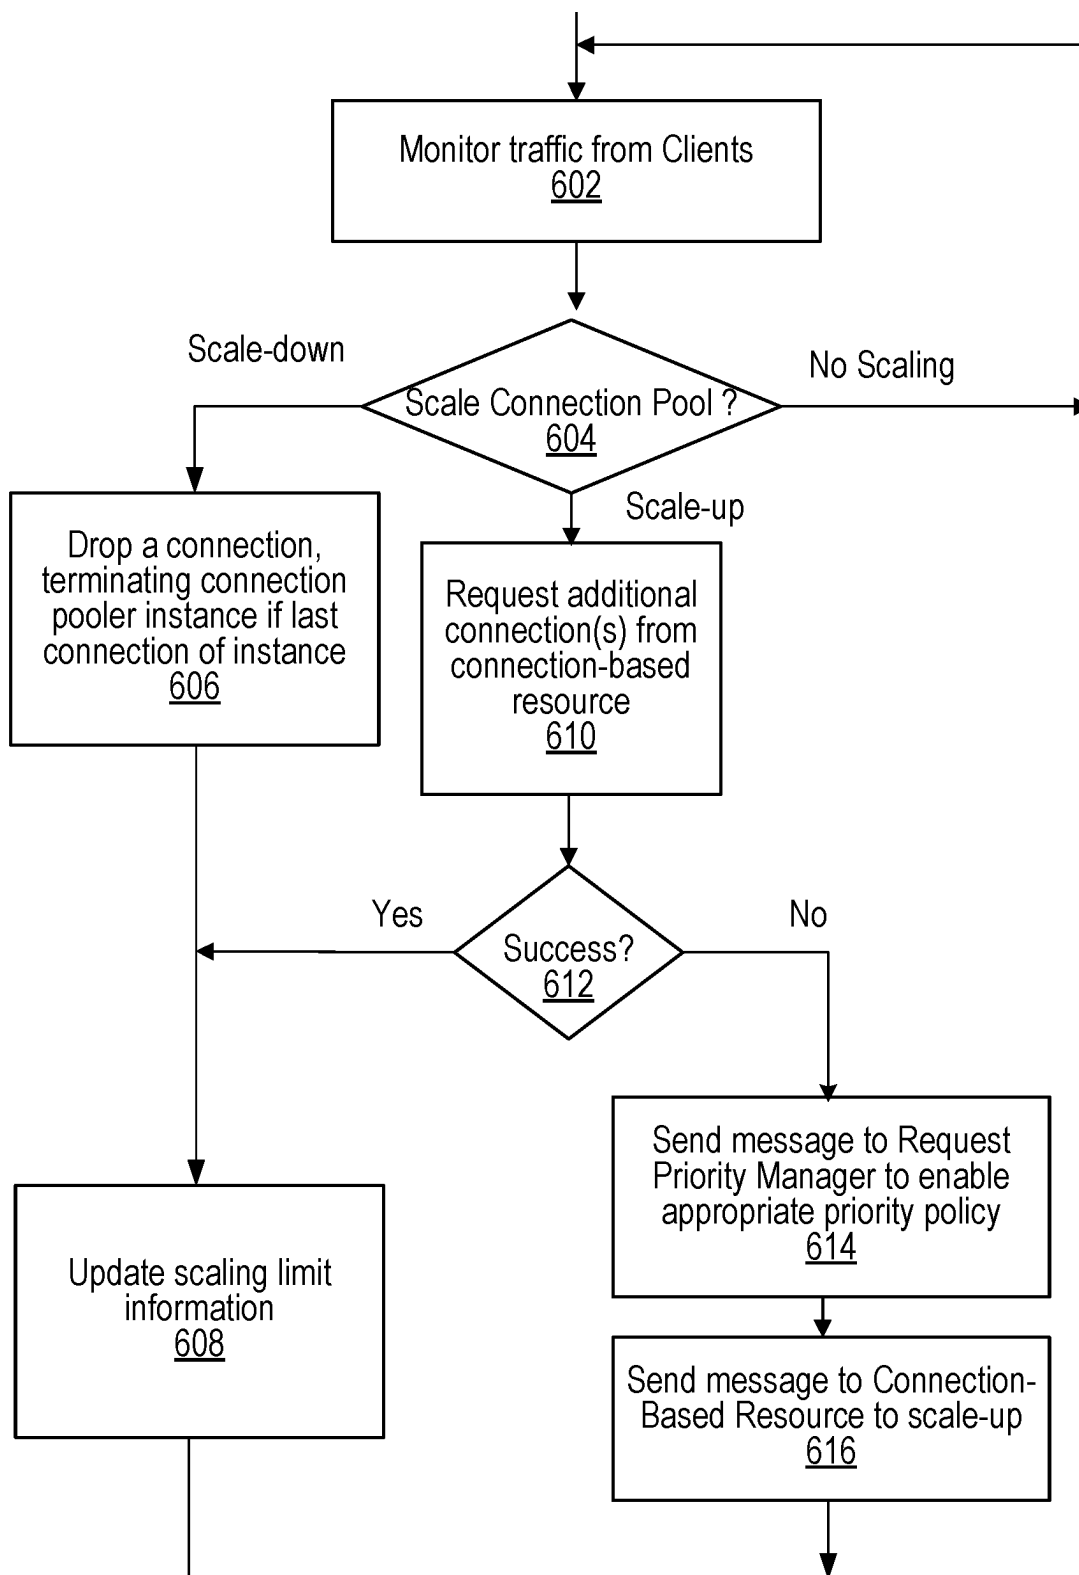 Monitor traffic from Clients
602
Scale-down
No Scaling
Scale Connection Pool ?
604
Scale-up
Drop a connection,
terminating connection
pooler instance if last
connection of instance
606
Request additional
connection(s) from
connection-based
resource
610
Yes
No
Success?
612
Send message to Request
Priority Manager to enable
appropriate priority policy
614
Update scaling limit
information
608
Send message to Connection-
Based Resource to scale-up
616